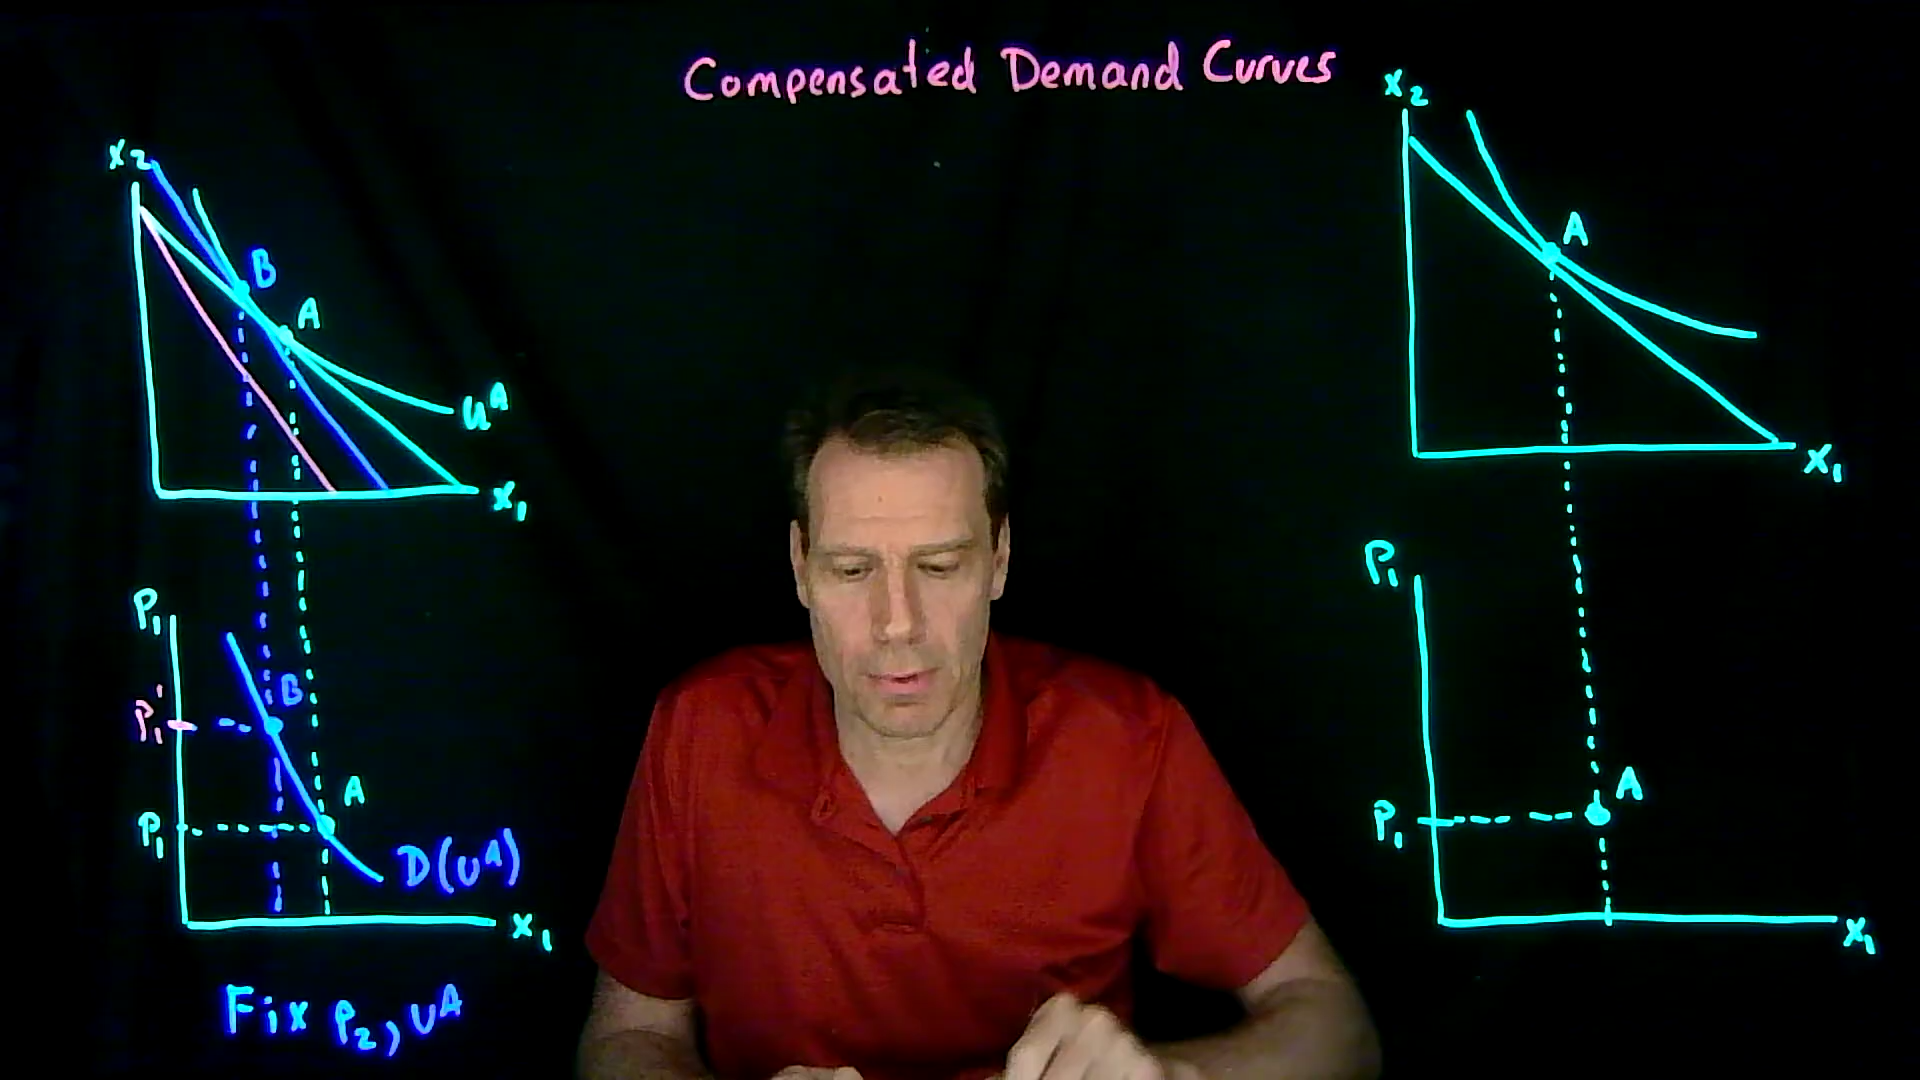 Compensated Demand Curves
x2
B
A
uA
x1
P1
B
P1'
A
P1
D(uA)
x1
Fix P2, uA
x2
A
x1
P1
A
P1
x1